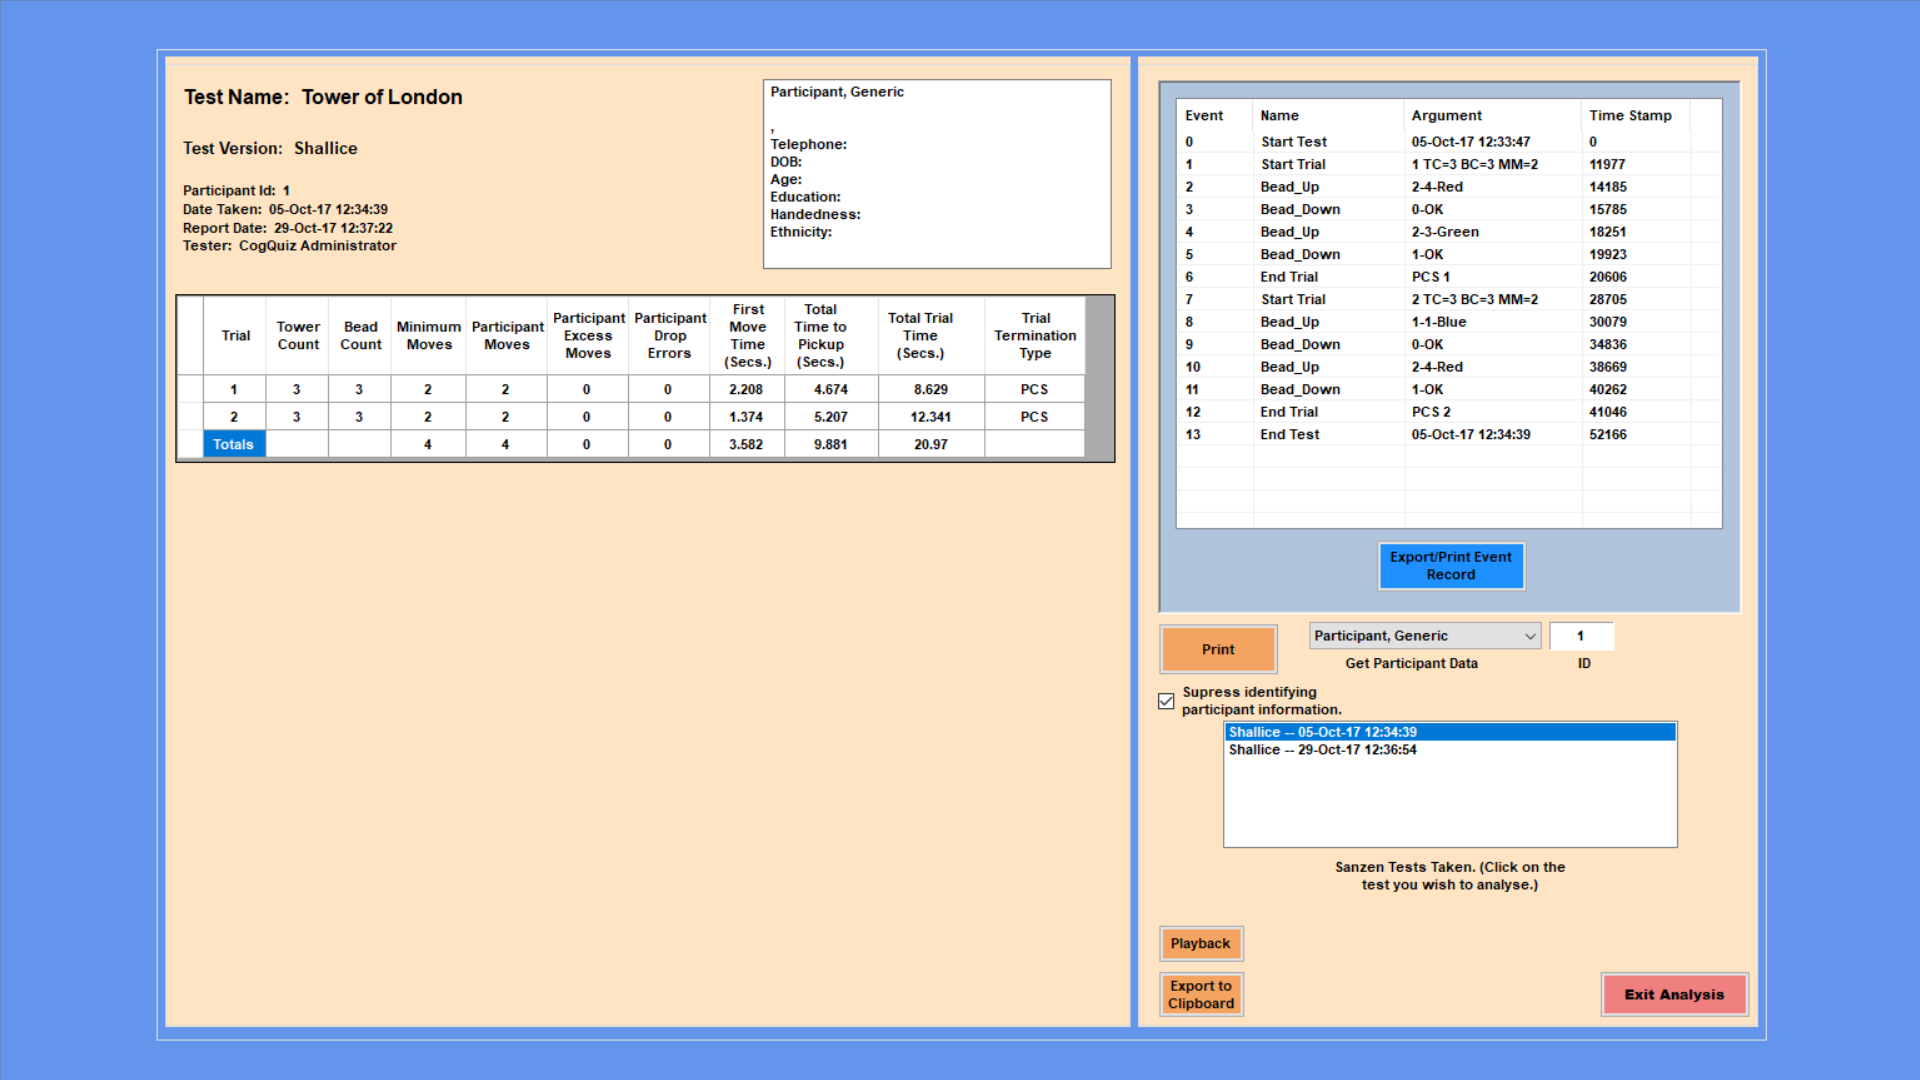 Test Name: Tower of London
Test Version: Shallice
Participant Id: 1
Date Taken: 05-Oct-17 12:34:39
Report Date: 29-Oct-17 12:37:22
Tester: CogQuiz Administrator
Participant, Generic
,
Telephone:
DOB:
Age:
Education:
Handedness:
Ethnicity:
Trial Tower Count Bead Count Minimum Moves Participant Moves Participant Excess Moves Participant Drop Errors First Move Time (Secs.) Total Time to Pickup (Secs.) Total Trial Time (Secs.) Trial Termination Type
1 3 3 2 2 0 0 2.208 4.674 8.629 PCS
2 3 3 2 2 0 0 1.374 5.207 12.341 PCS
Totals 4 4 0 0 3.582 9.881 20.97
Event Name Argument Time Stamp
0 Start Test 05-Oct-17 12:33:47 0
1 Start Trial 1 TC=3 BC=3 MM=2 11977
2 Bead_Up 2-4-Red 14185
3 Bead_Down 0-OK 15785
4 Bead_Up 2-3-Green 18251
5 Bead_Down 1-OK 19923
6 End Trial PCS 1 20606
7 Start Trial 2 TC=3 BC=3 MM=2 28705
8 Bead_Up 1-1-Blue 30079
9 Bead_Down 0-OK 34836
10 Bead_Up 2-4-Red 38669
11 Bead_Down 1-OK 40262
12 End Trial PCS 2 41046
13 End Test 05-Oct-17 12:34:39 52166
Export/Print Event
Record
Print
Participant, Generic 1
Get Participant Data ID
Supress identifying
participant information.
Shallice -- 05-Oct-17 12:34:39
Shallice -- 29-Oct-17 12:36:54
Sanzen Tests Taken. (Click on the
test you wish to analyse.)
Playback
Export to
Clipboard
Exit Analysis